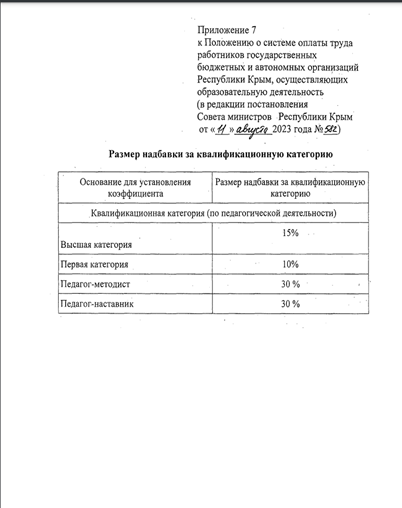 Приложение 7
к Положению о системе оплаты труда
работников государственных
бюджетных и автономных организаций
Республики Крым, осуществляющих
образовательную деятельность
(в редакции постановления
Совета министров Республики Крым
от « 11 » августа 2023 года № 582)
Размер надбавки за квалификационную категорию
Основание для установления коэффициента
Размер надбавки за квалификационную категорию
Квалификационная категория (по педагогической деятельности)
Высшая категория 15%
Первая категория 10%
Педагог-методист 30 %
Педагог-наставник 30 %